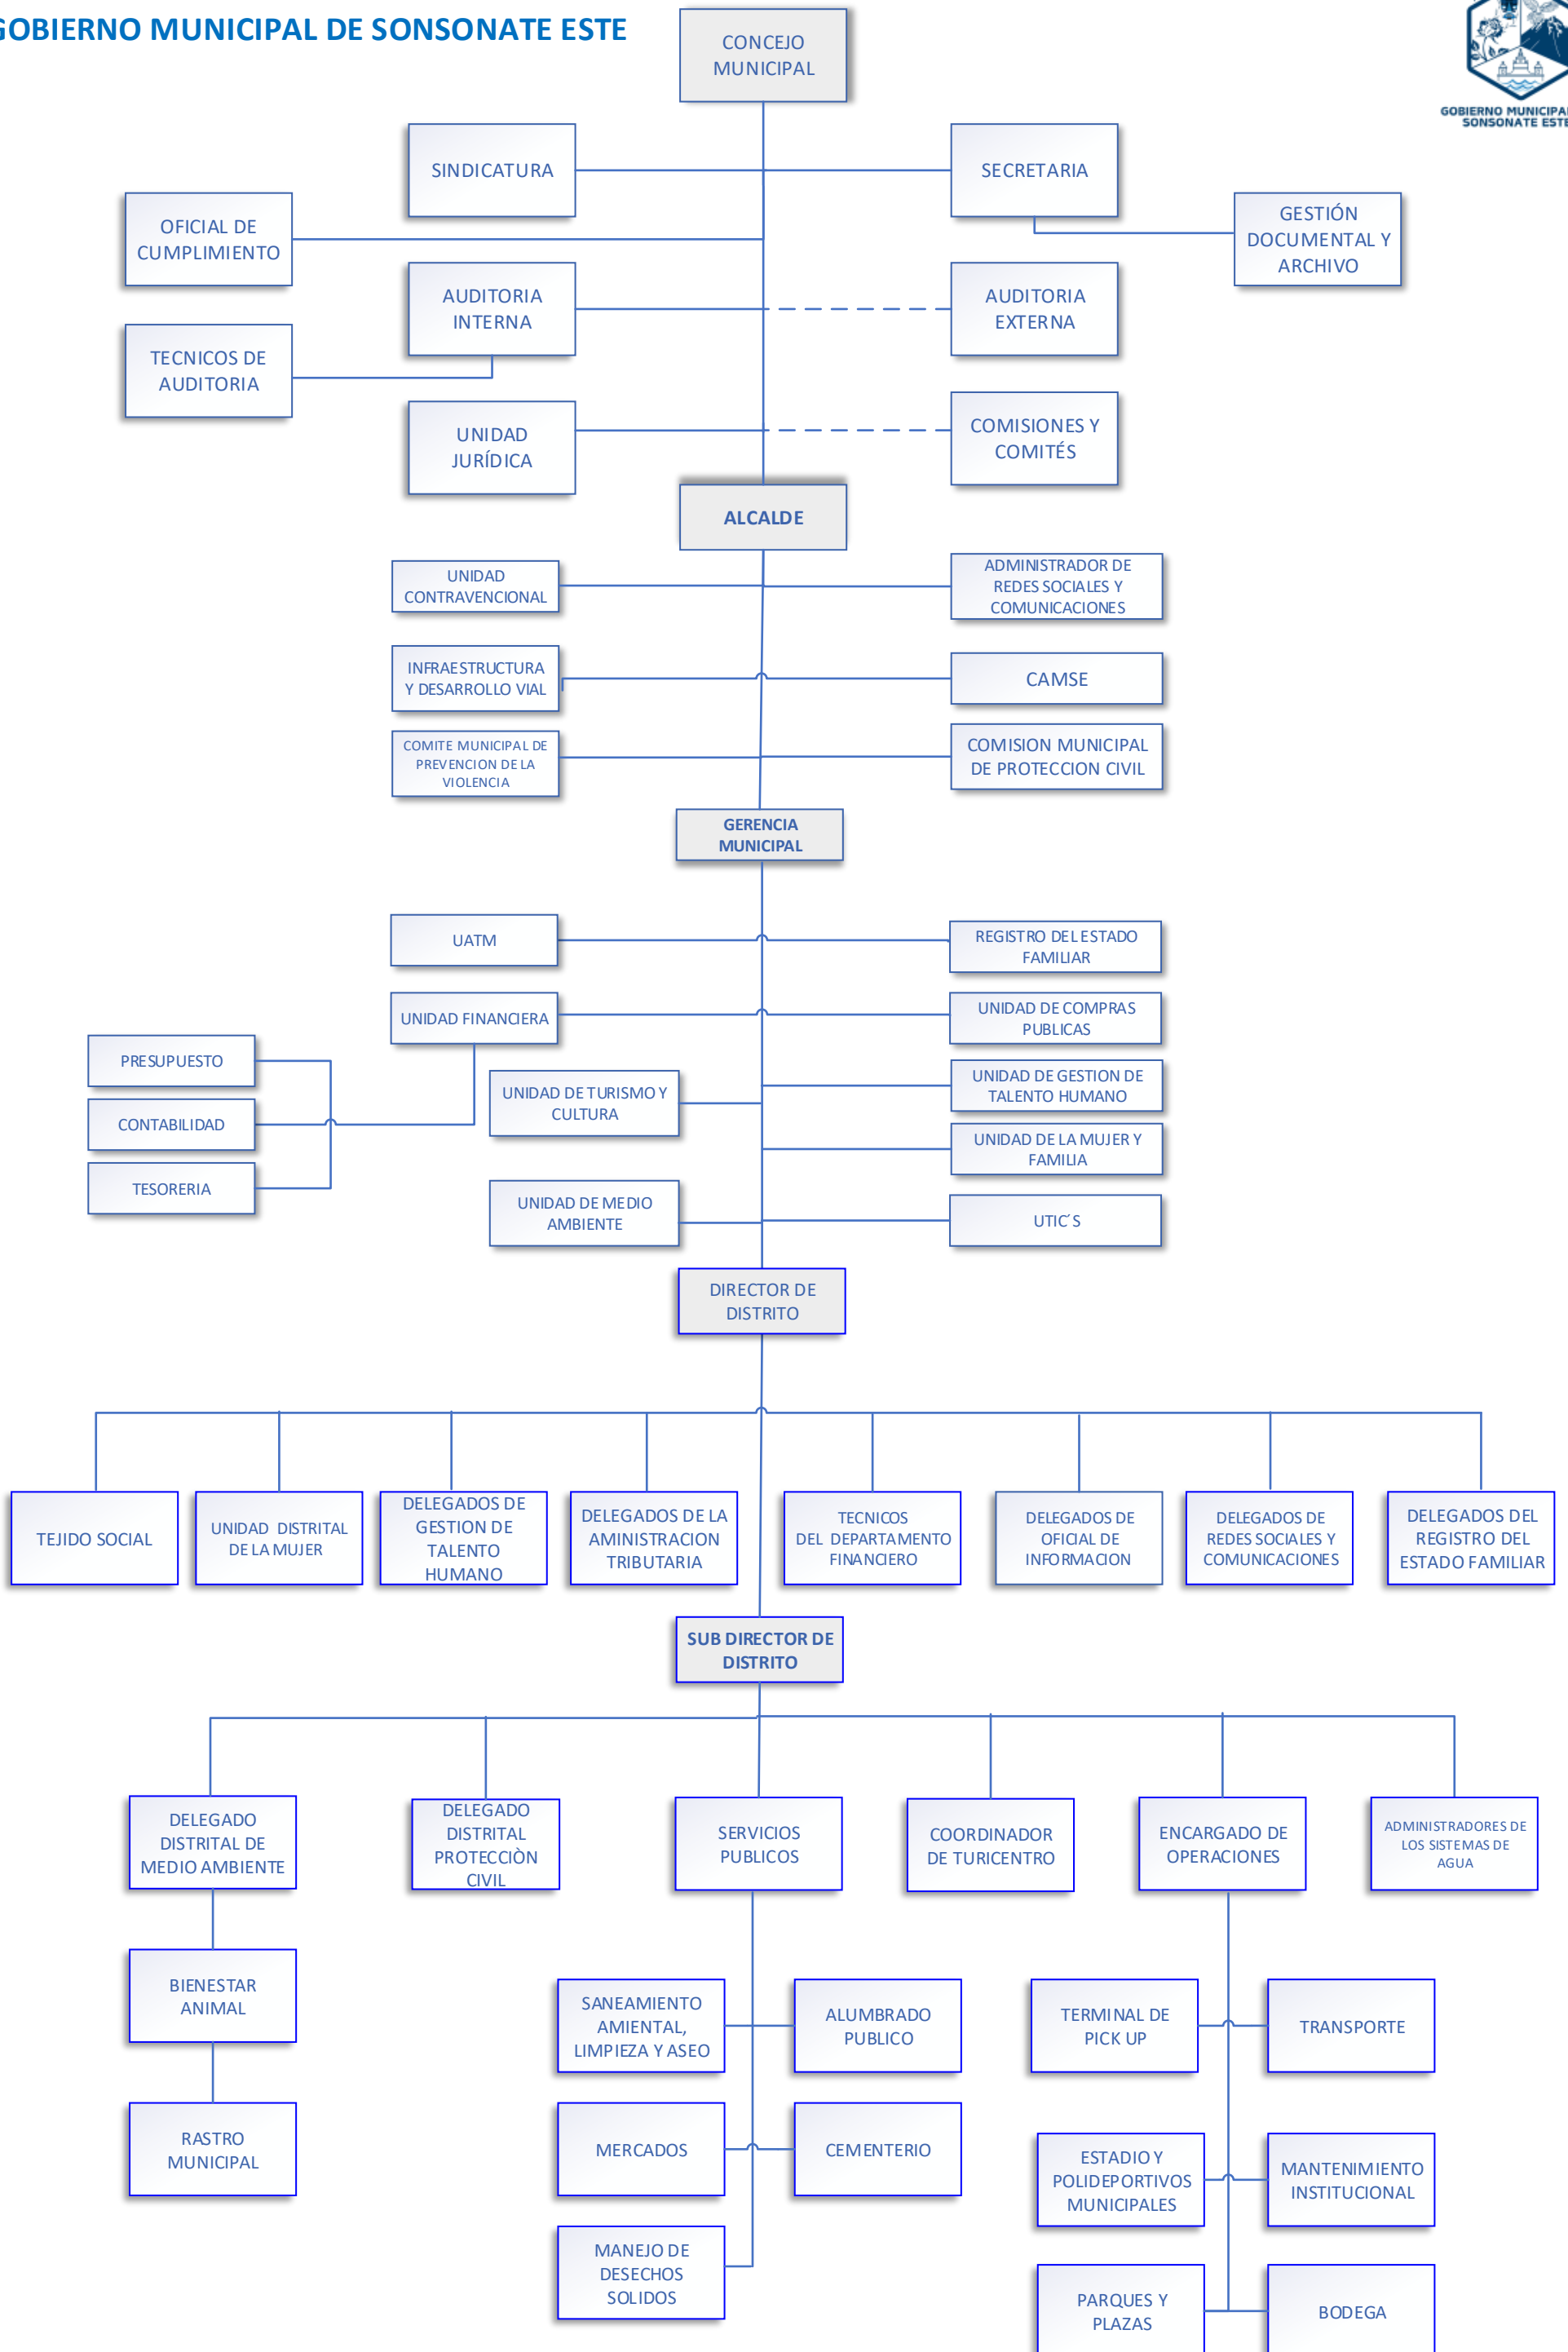 GOBIERNO MUNICIPAL DE SONSONATE ESTE
CONCEJO
MUNICIPAL
GOBIERNO MUNICIPAL
SONSONATE ESTE
SINDICATURA
SECRETARIA
OFICIAL DE
CUMPLIMIENTO
GESTIÓN
DOCUMENTAL Y
ARCHIVO
AUDITORIA
INTERNA
AUDITORIA
EXTERNA
TECNICOS DE
AUDITORIA
UNIDAD
JURÍDICA
COMISIONES Y
COMITÉS
ALCALDE
UNIDAD
CONTRAVENCIONAL
ADMINISTRADOR DE
REDES SOCIALES Y
COMUNICACIONES
INFRAESTRUCTURA
Y DESARROLLO VIAL
CAMSE
COMITE MUNICIPAL DE
PREVENCION DE LA
VIOLENCIA
COMISION MUNICIPAL
DE PROTECCION CIVIL
GERENCIA
MUNICIPAL
UATM
REGISTRO DEL ESTADO
FAMILIAR
UNIDAD FINANCIERA
UNIDAD DE COMPRAS
PUBLICAS
PRESUPUESTO
UNIDAD DE TURISMO Y
CULTURA
UNIDAD DE GESTION DE
TALENTO HUMANO
CONTABILIDAD
UNIDAD DE LA MUJER Y
FAMILIA
TESORERIA
UNIDAD DE MEDIO
AMBIENTE
UTIC´S
DIRECTOR DE
DISTRITO
TEJIDO SOCIAL
UNIDAD DISTRITAL
DE LA MUJER
DELEGADOS DE
GESTION DE
TALENTO
HUMANO
DELEGADOS DE LA
AMINISTRACION
TRIBUTARIA
TECNICOS
DEL DEPARTAMENTO
FINANCIERO
DELEGADOS DE
OFICIAL DE
INFORMACION
DELEGADOS DE
REDES SOCIALES Y
COMUNICACIONES
DELEGADOS DEL
REGISTRO DEL
ESTADO FAMILIAR
SUB DIRECTOR DE
DISTRITO
DELEGADO
DISTRITAL DE
MEDIO AMBIENTE
DELEGADO
DISTRITAL
PROTECCIÒN
CIVIL
SERVICIOS
PUBLICOS
COORDINADOR
DE TURICENTRO
ENCARGADO DE
OPERACIONES
ADMINISTRADORES DE
LOS SISTEMAS DE
AGUA
BIENESTAR
ANIMAL
SANEAMIENTO
AMIENTAL,
LIMPIEZA Y ASEO
ALUMBRADO
PUBLICO
TERMINAL DE
PICK UP
TRANSPORTE
RASTRO
MUNICIPAL
MERCADOS
CEMENTERIO
ESTADIO Y
POLIDEPORTIVOS
MUNICIPALES
MANTENIMIENTO
INSTITUCIONAL
MANEJO DE
DESECHOS
SOLIDOS
PARQUES Y
PLAZAS
BODEGA